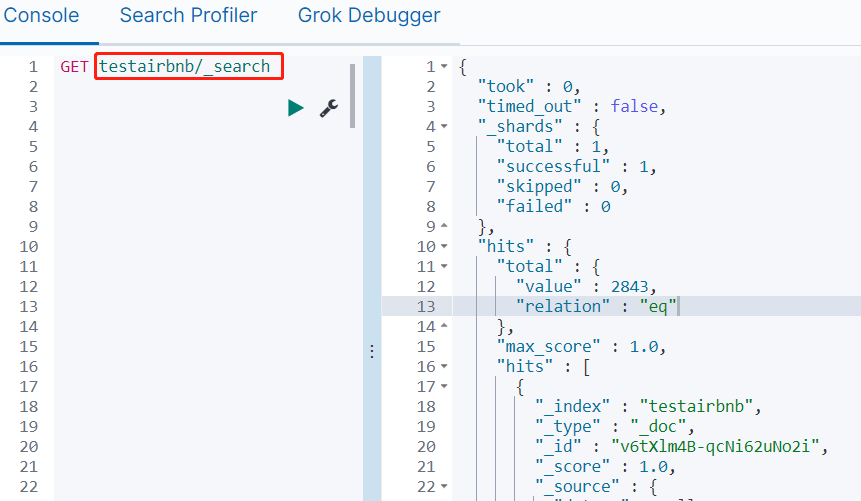 Console Search Profiler Grok Debugger
1 GET testairbnb/_search
2
3
4
5
6
7
8
9
10
11
12
13
14
15
16
17
18
19
20
21
22
1 {
2 "took" : 0,
3 "timed_out" : false,
4 "_shards" : {
5 "total" : 1,
6 "successful" : 1,
7 "skipped" : 0,
8 "failed" : 0
9 },
10 "hits" : {
11 "total" : {
12 "value" : 2843,
13 "relation" : "eq"
14 },
15 "max_score" : 1.0,
16 "hits" : [
17 {
18 "_index" : "testairbnb",
19 "_type" : "_doc",
20 "_id" : "v6tXlm4B-qcNi62uNo2i",
21 "_score" : 1.0,
22 "_source" : {